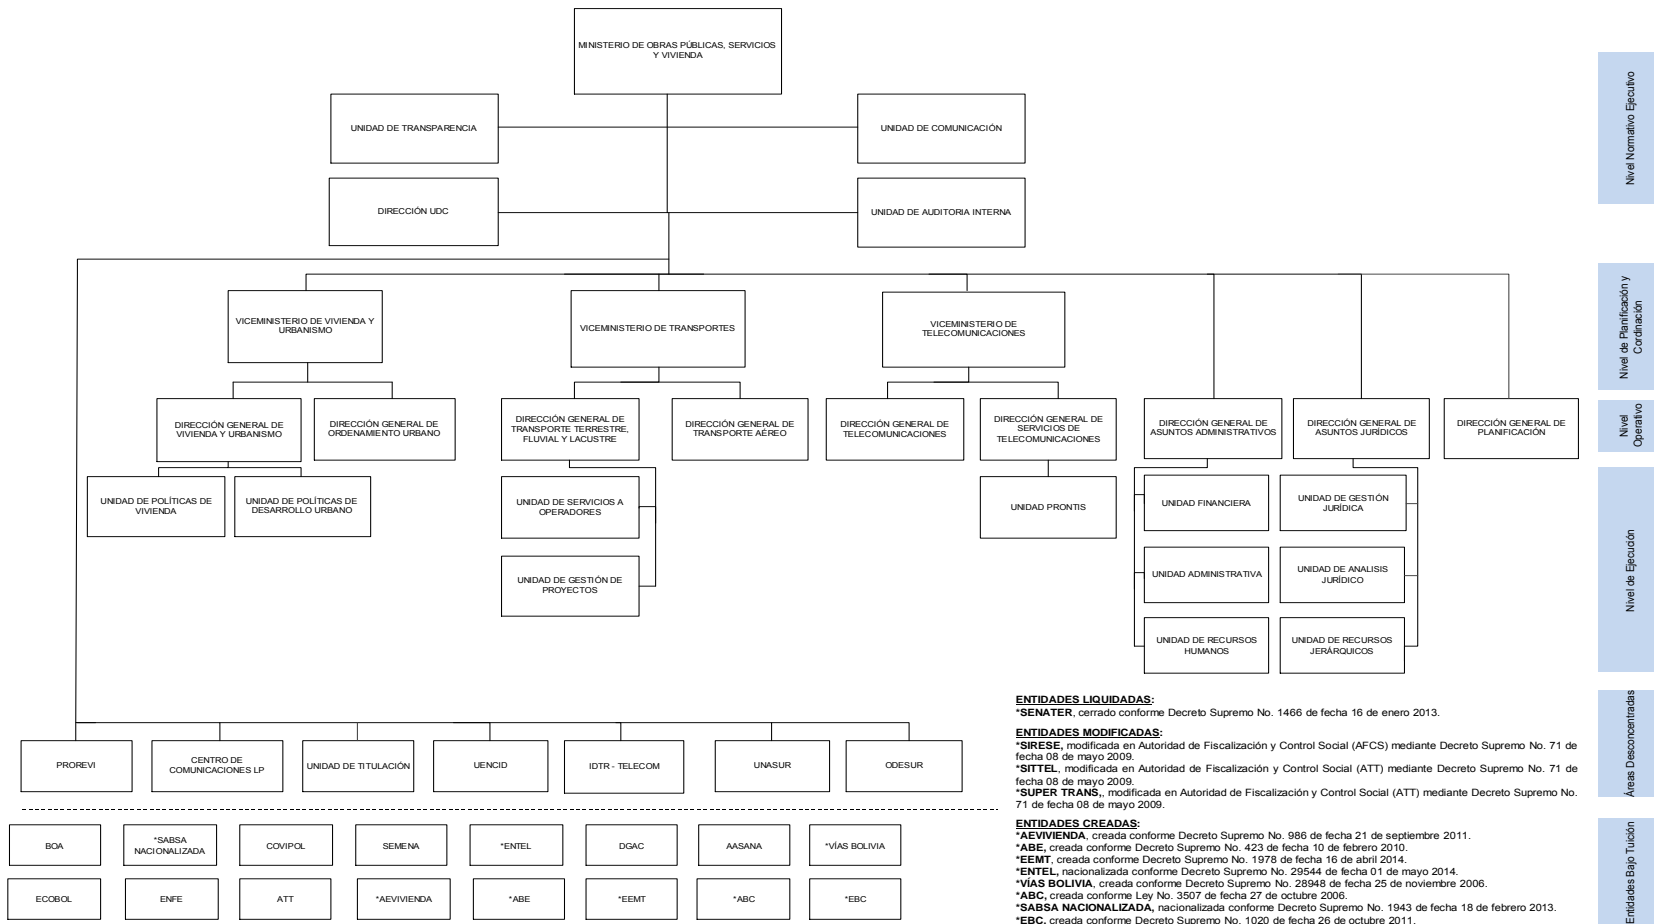 MINISTERIO DE OBRAS PÚBLICAS, SERVICIOS
Y VIVIENDA
UNIDAD DE TRANSPARENCIA
UNIDAD DE COMUNICACIÓN
DIRECCIÓN UDC
UNIDAD DE AUDITORIA INTERNA
Nivel Normativo Ejecutivo
VICEMINISTERIO DE VIVIENDA Y
URBANISMO
VICEMINISTERIO DE TRANSPORTES
VICEMINISTERIO DE
TELECOMUNICACIONES
Nivel de Planificación y
Cordinación
DIRECCIÓN GENERAL DE
VIVIENDA Y URBANISMO
DIRECCIÓN GENERAL DE
ORDENAMIENTO URBANO
DIRECCIÓN GENERAL DE
TRANSPORTE TERRESTRE,
FLUVIAL Y LACUSTRE
DIRECCIÓN GENERAL DE
TRANSPORTE AÉREO
DIRECCIÓN GENERAL DE
TELECOMUNICACIONES
DIRECCIÓN GENERAL DE
SERVICIOS DE
TELECOMUNICACIONES
DIRECCIÓN GENERAL DE
ASUNTOS ADMINISTRATIVOS
DIRECCIÓN GENERAL DE
ASUNTOS JURÍDICOS
DIRECCIÓN GENERAL DE
PLANIFICACIÓN
Nivel
Operativo
UNIDAD DE POLÍTICAS DE
VIVIENDA
UNIDAD DE POLÍTICAS DE
DESARROLLO URBANO
UNIDAD DE SERVICIOS A
OPERADORES
UNIDAD PRONTIS
UNIDAD FINANCIERA
UNIDAD DE GESTIÓN
JURÍDICA
UNIDAD DE GESTIÓN DE
PROYECTOS
UNIDAD ADMINISTRATIVA
UNIDAD DE ANALISIS
JURÍDICO
UNIDAD DE RECURSOS
HUMANOS
UNIDAD DE RECURSOS
JERÁRQUICOS
Nivel de Ejecución
PROREVI
CENTRO DE
COMUNICACIONES LP
UNIDAD DE TITULACIÓN
UENCID
IDTR - TELECOM
UNASUR
ODESUR
Áreas Desconcentradas
BOA
*SABSA
NACIONALIZADA
COVIPOL
SEMENA
*ENTEL
DGAC
AASANA
*VÍAS BOLIVIA
ECOBOL
ENFE
ATT
*AEVIVIENDA
*ABE
*EEMT
*ABC
*EBC
Entidades Bajo Tuición
ENTIDADES LIQUIDADAS:
*SENATER, cerrado conforme Decreto Supremo No. 1466 de fecha 16 de enero 2013.
ENTIDADES MODIFICADAS:
*SIRESE, modificada en Autoridad de Fiscalización y Control Social (AFCS) mediante Decreto Supremo No. 71 de
fecha 08 de mayo 2009.
*SITTEL, modificada en Autoridad de Fiscalización y Control Social (ATT) mediante Decreto Supremo No. 71 de
fecha 08 de mayo 2009.
*SUPER TRANS,, modificada en Autoridad de Fiscalización y Control Social (ATT) mediante Decreto Supremo No.
71 de fecha 08 de mayo 2009.
ENTIDADES CREADAS:
*AEVIVIENDA, creada conforme Decreto Supremo No. 986 de fecha 21 de septiembre 2011.
*ABE, creada conforme Decreto Supremo No. 423 de fecha 10 de febrero 2010.
*EEMT, creada conforme Decreto Supremo No. 1978 de fecha 16 de abril 2014.
*ENTEL, nacionalizada conforme Decreto Supremo No. 29544 de fecha 01 de mayo 2014.
*VÍAS BOLIVIA, creada conforme Decreto Supremo No. 28948 de fecha 25 de noviembre 2006.
*ABC, creada conforme Ley No. 3507 de fecha 27 de octubre 2006.
*SABSA NACIONALIZADA, nacionalizada conforme Decreto Supremo No. 1943 de fecha 18 de febrero 2013.
*EBC, creada conforme Decreto Supremo No. 1020 de fecha 26 de octubre 2011.